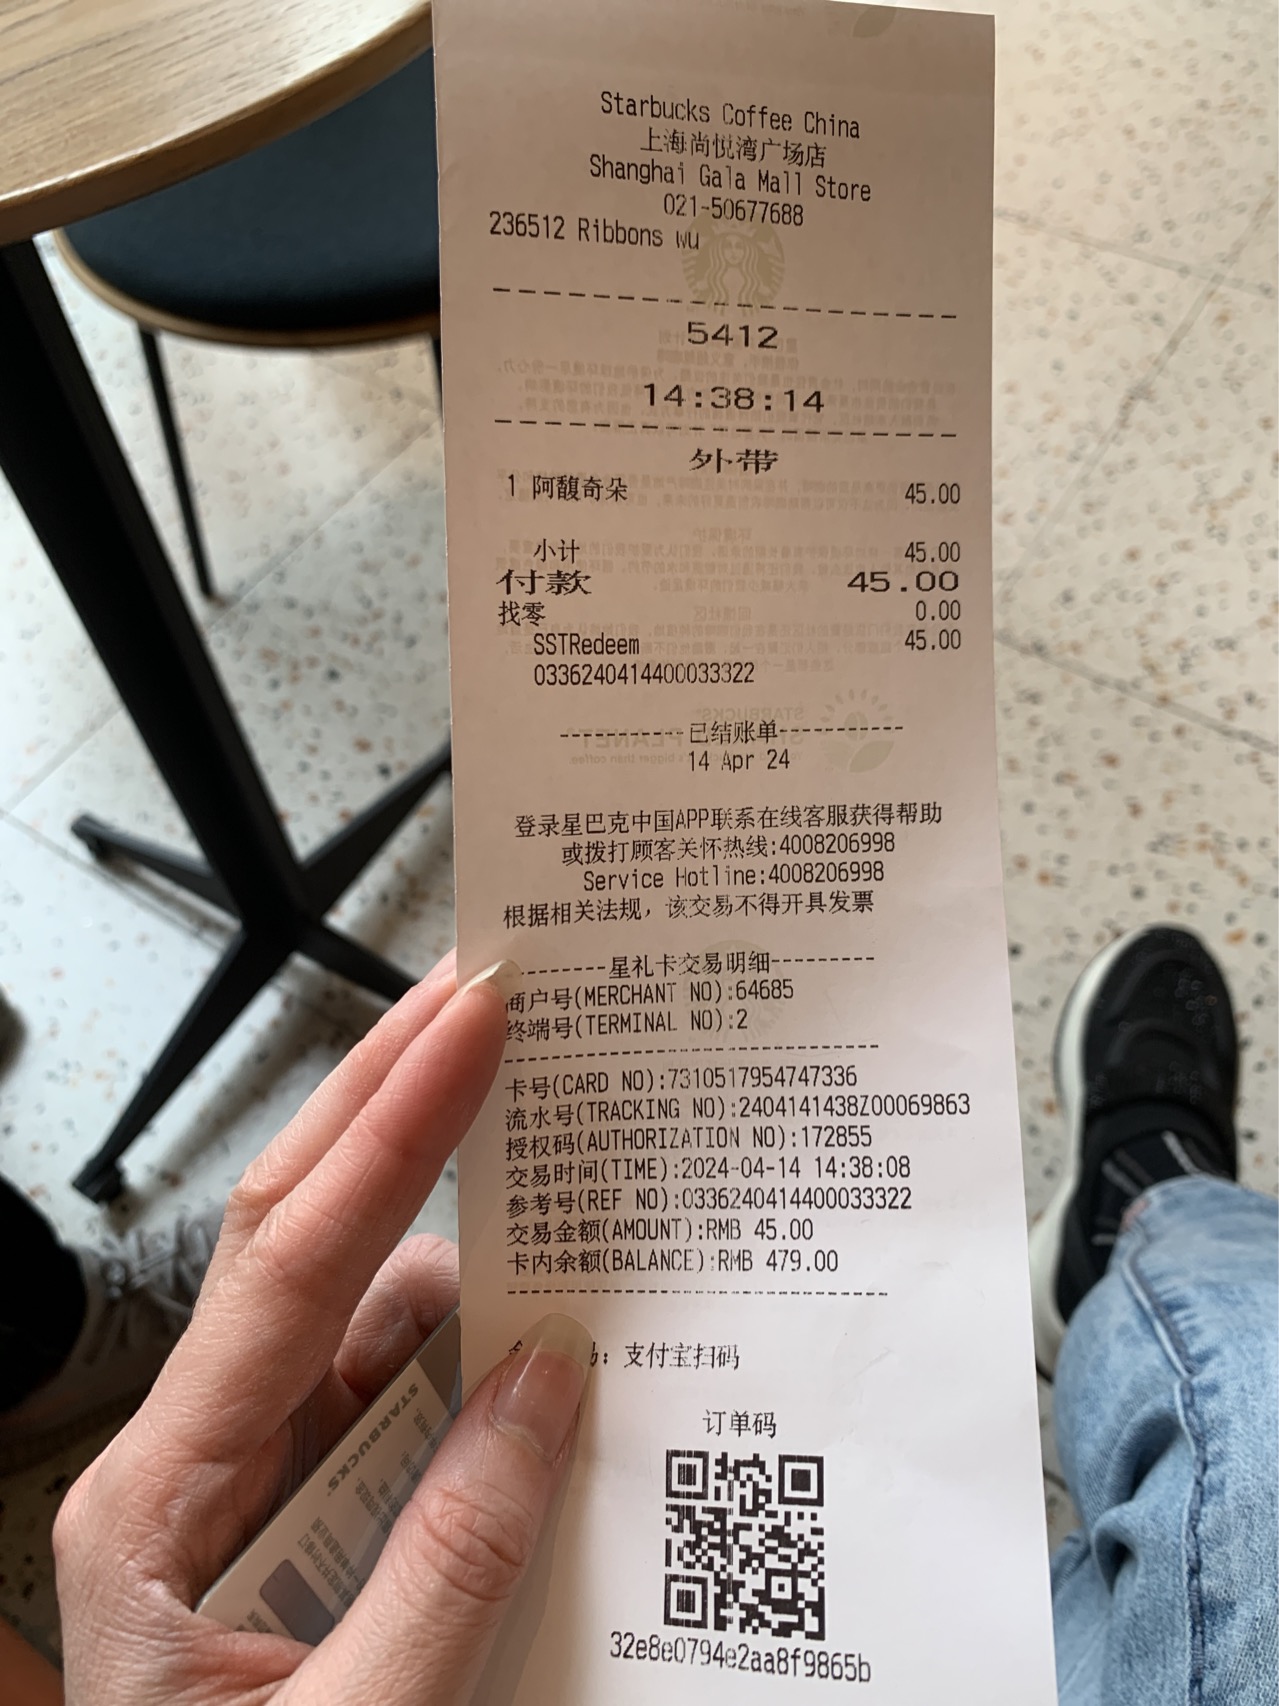 Starbucks Coffee China
上海尚悦湾广场店
Shanghai Gala Mall Store
021-50677688
236512 Ribbons wu
5412
14:38:14
外带
1 阿馥奇朵 45.00
小计 45.00
付款 45.00
找零 0.00
SSTRedeem 45.00
0336240414400033322
----------已结账单----------
14 Apr 24
登录星巴克中国APP联系在线客服获得帮助
或拨打顾客关怀热线:4008206998
Service Hotline:4008206998
根据相关法规，该交易不得开具发票
---------星礼卡交易明细---------
商户号(MERCHANT NO):64685
终端号(TERMINAL NO):2
卡号(CARD NO):7310517954747336
流水号(TRACKING NO):2404141438Z00069863
授权码(AUTHORIZATION NO):172855
交易时间(TIME):2024-04-14 14:38:08
参考号(REF NO):0336240414400033322
交易金额(AMOUNT):RMB 45.00
卡内余额(BALANCE):RMB 479.00
支付宝扫码
订单码
32e8e0794e2aa8f9865b
STARBUCKS